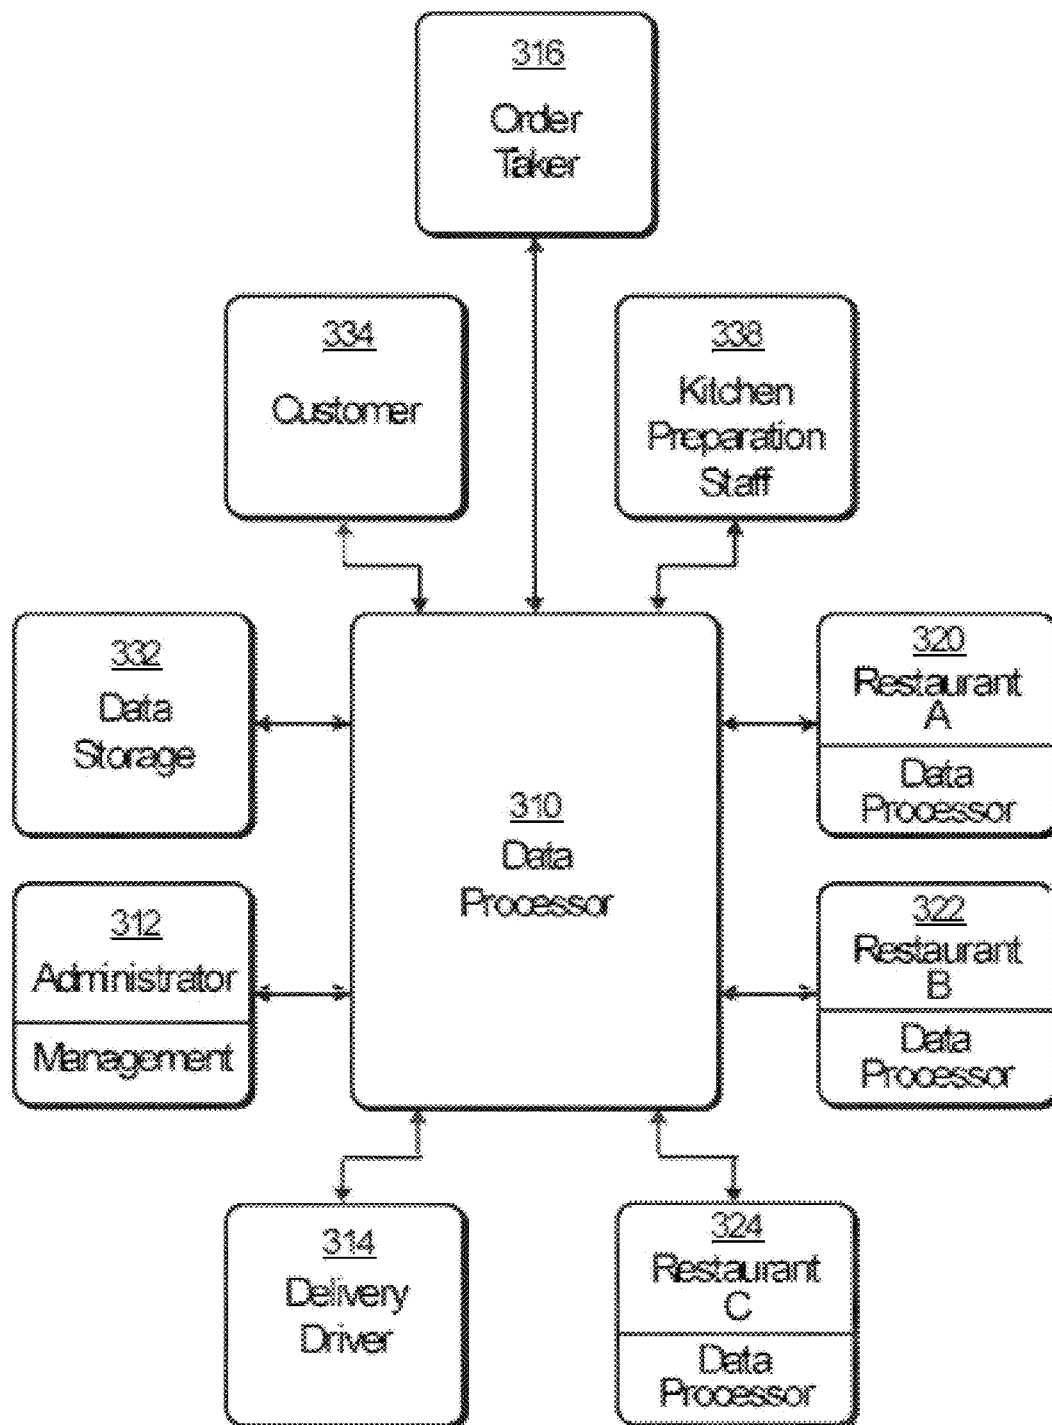 316
Order
Taker
334
Customer
338
Kitchen
Preparation
Staff
332
Data
Storage
310
Data
Processor
320
Restaurant
A
Data
Processor
312
Administrator
Management
322
Restaurant
B
Data
Processor
314
Delivery
Driver
324
Restaurant
C
Data
Processor